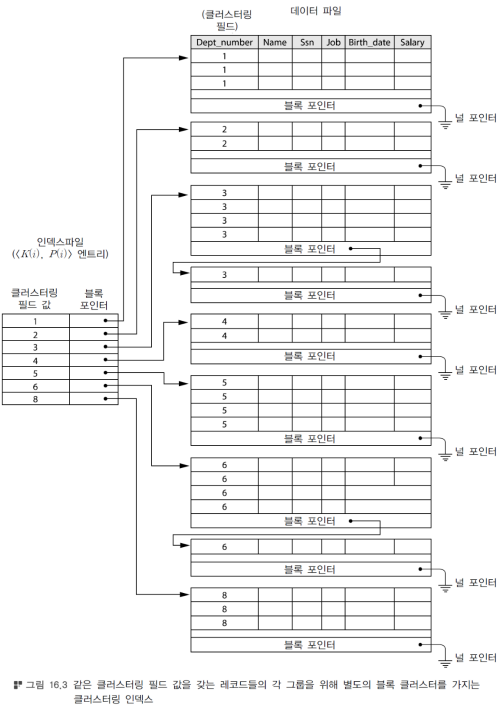 (클러스터링
필드)
데이터 파일
Dept_number Name Ssn Job Birth_date Salary
1
1
1
블록 포인터
널 포인터
2
2
블록 포인터
널 포인터
3
3
3
3
블록 포인터
3
블록 포인터
널 포인터
인덱스파일
(〈K(i), P(i)〉 엔트리)
클러스터링
필드 값
블록
포인터
1
2
3
4
5
6
8
4
4
블록 포인터
널 포인터
5
5
5
5
블록 포인터
널 포인터
6
6
6
6
블록 포인터
6
블록 포인터
널 포인터
8
8
8
블록 포인터
널 포인터
그림 16.3 같은 클러스터링 필드 값을 갖는 레코드들의 각 그룹을 위해 별도의 블록 클러스터를 가지는
클러스터링 인덱스